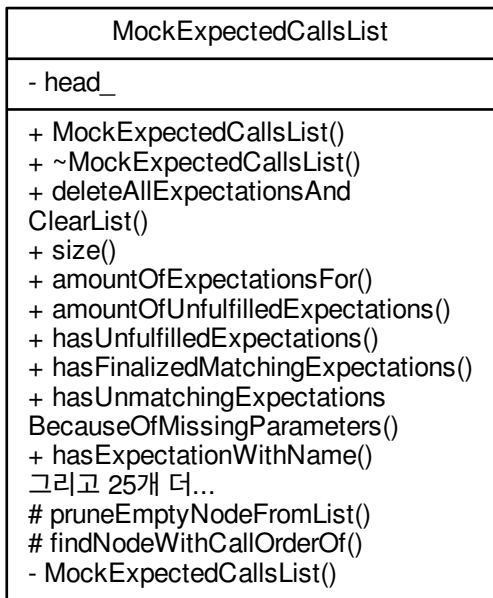 MockExpectedCallsList
- head_
+ MockExpectedCallsList()
+ ~MockExpectedCallsList()
+ deleteAllExpectationsAnd
ClearList()
+ size()
+ amountOfExpectationsFor()
+ amountOfUnfulfilledExpectations()
+ hasUnfulfilledExpectations()
+ hasFinalizedMatchingExpectations()
+ hasUnmatchingExpectations
BecauseOfMissingParameters()
+ hasExpectationWithName()
그리고 25개 더...
# pruneEmptyNodeFromList()
# findNodeWithCallOrderOf()
- MockExpectedCallsList()